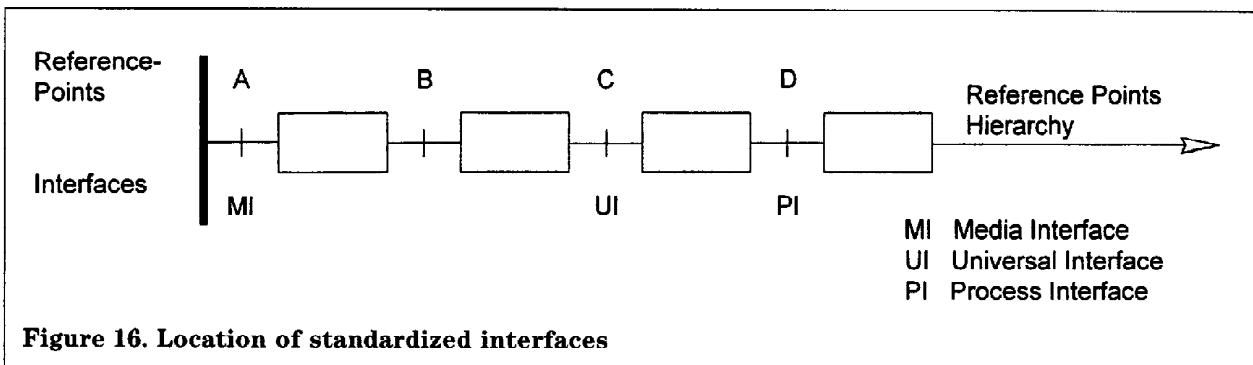 Reference-
Points
A
B
C
D
Reference Points
Hierarchy
Interfaces
MI
UI
PI
MI Media Interface
UI Universal Interface
PI Process Interface
Figure 16. Location of standardized interfaces